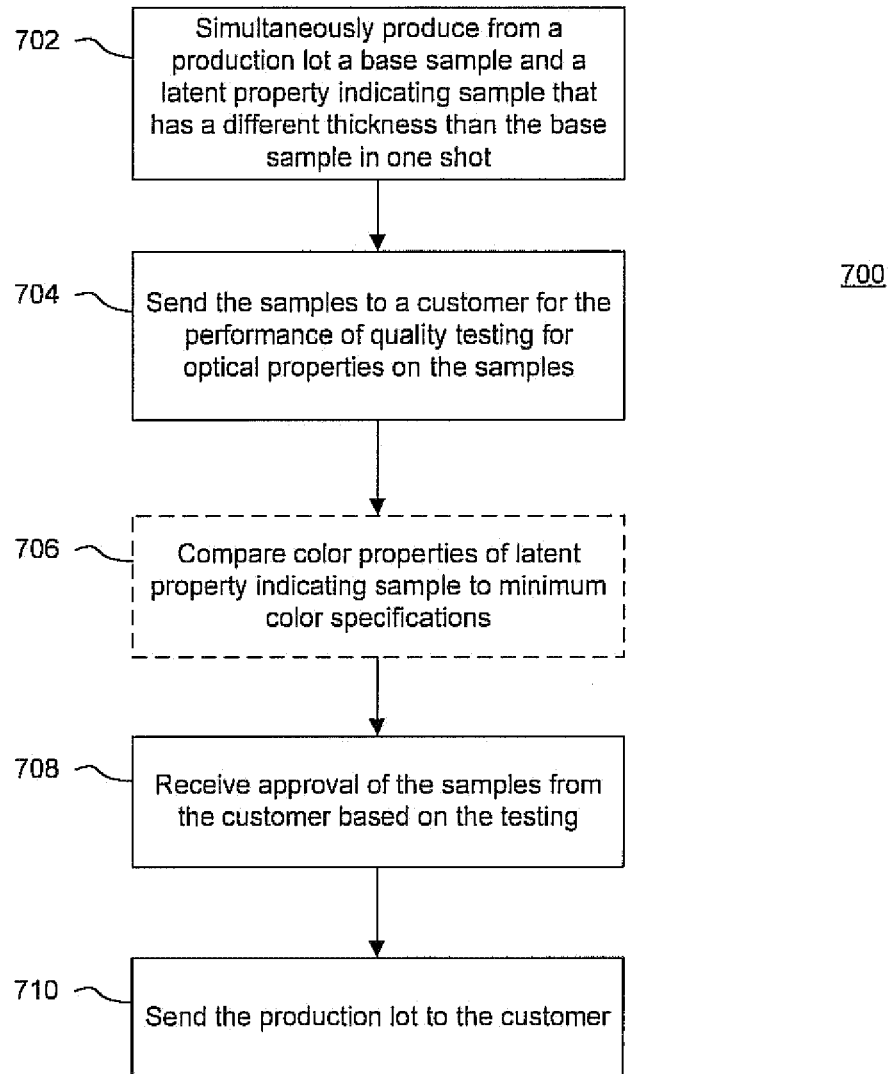 702
Simultaneously produce from a
production lot a base sample and a
latent property indicating sample that
has a different thickness than the base
sample in one shot
700
704
Send the samples to a customer for the
performance of quality testing for
optical properties on the samples
706
Compare color properties of latent
property indicating sample to minimum
color specifications
708
Receive approval of the samples from
the customer based on the testing
710
Send the production lot to the customer